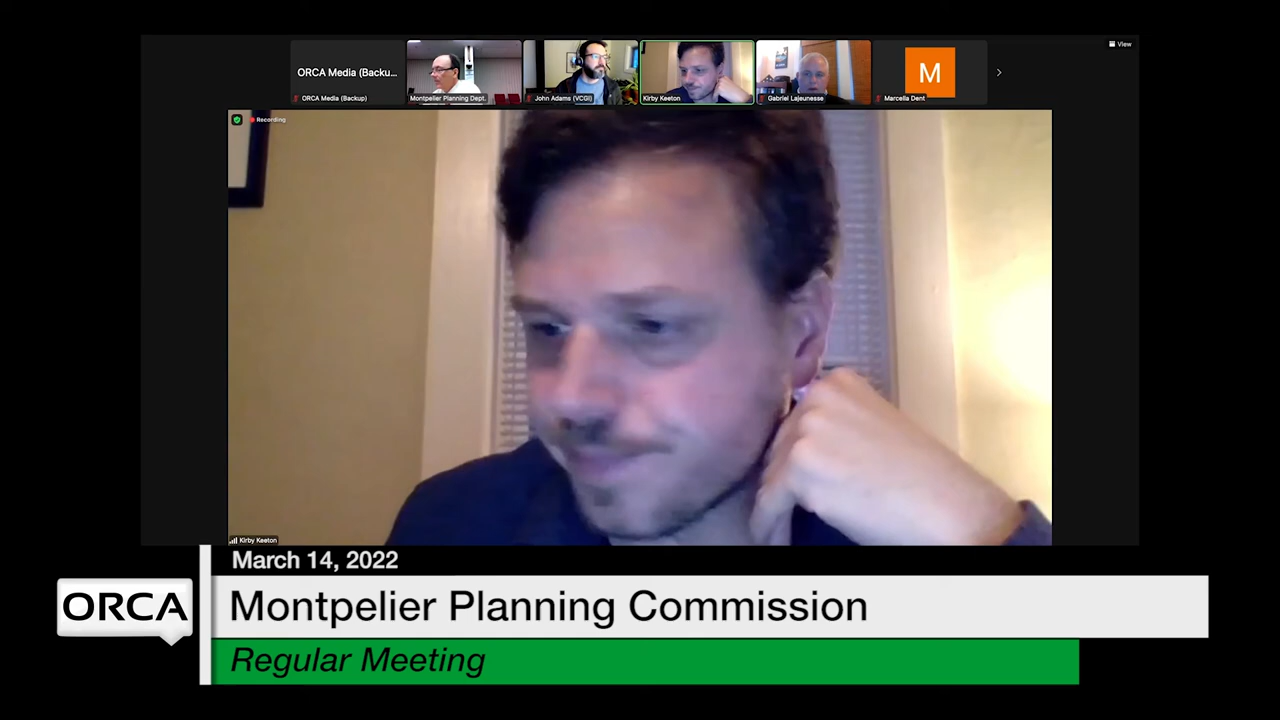 View
ORCA Media (Backu...
M
ORCA Media (Backup)
Montpelier Planning Dept.
John Adams (VCGI)
Kirby Keeton
Gabriel Lajeunesse
Marcella Dent
Recording
Kirby Keeton
March 14, 2022
ORCA
Montpelier Planning Commission
Regular Meeting